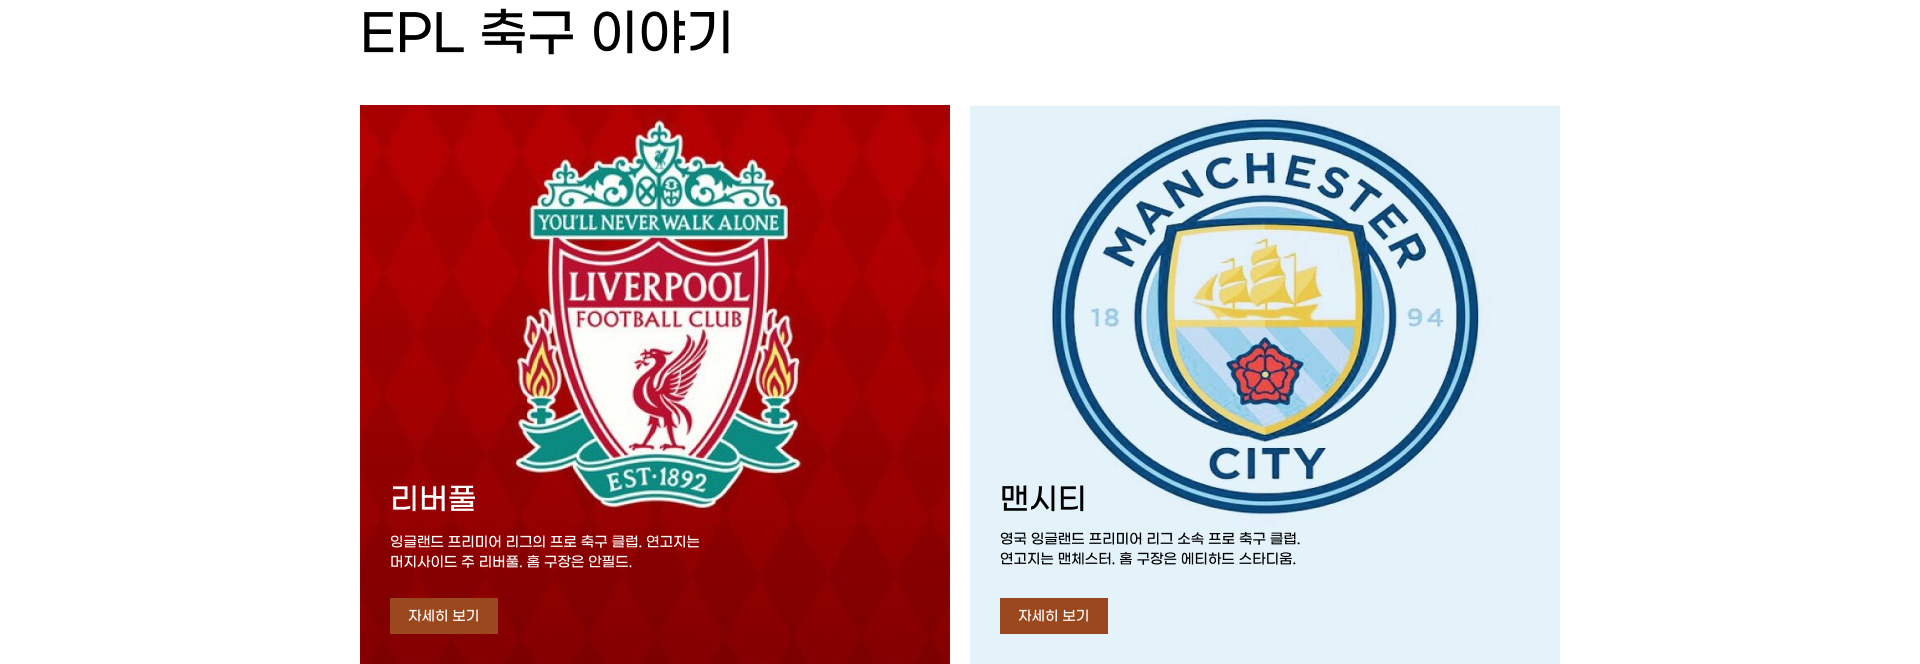 EPL 축구 이야기
YOU'LL NEVER WALK ALONE
LIVERPOOL
FOOTBALL CLUB
EST·1892
리버풀
잉글랜드 프리미어 리그의 프로 축구 클럽. 연고지는
머지사이드 주 리버풀. 홈 구장은 안필드.
자세히 보기
MANCHESTER
18 94
CITY
맨시티
영국 잉글랜드 프리미어 리그 소속 프로 축구 클럽.
연고지는 맨체스터. 홈 구장은 에티하드 스타디움.
자세히 보기